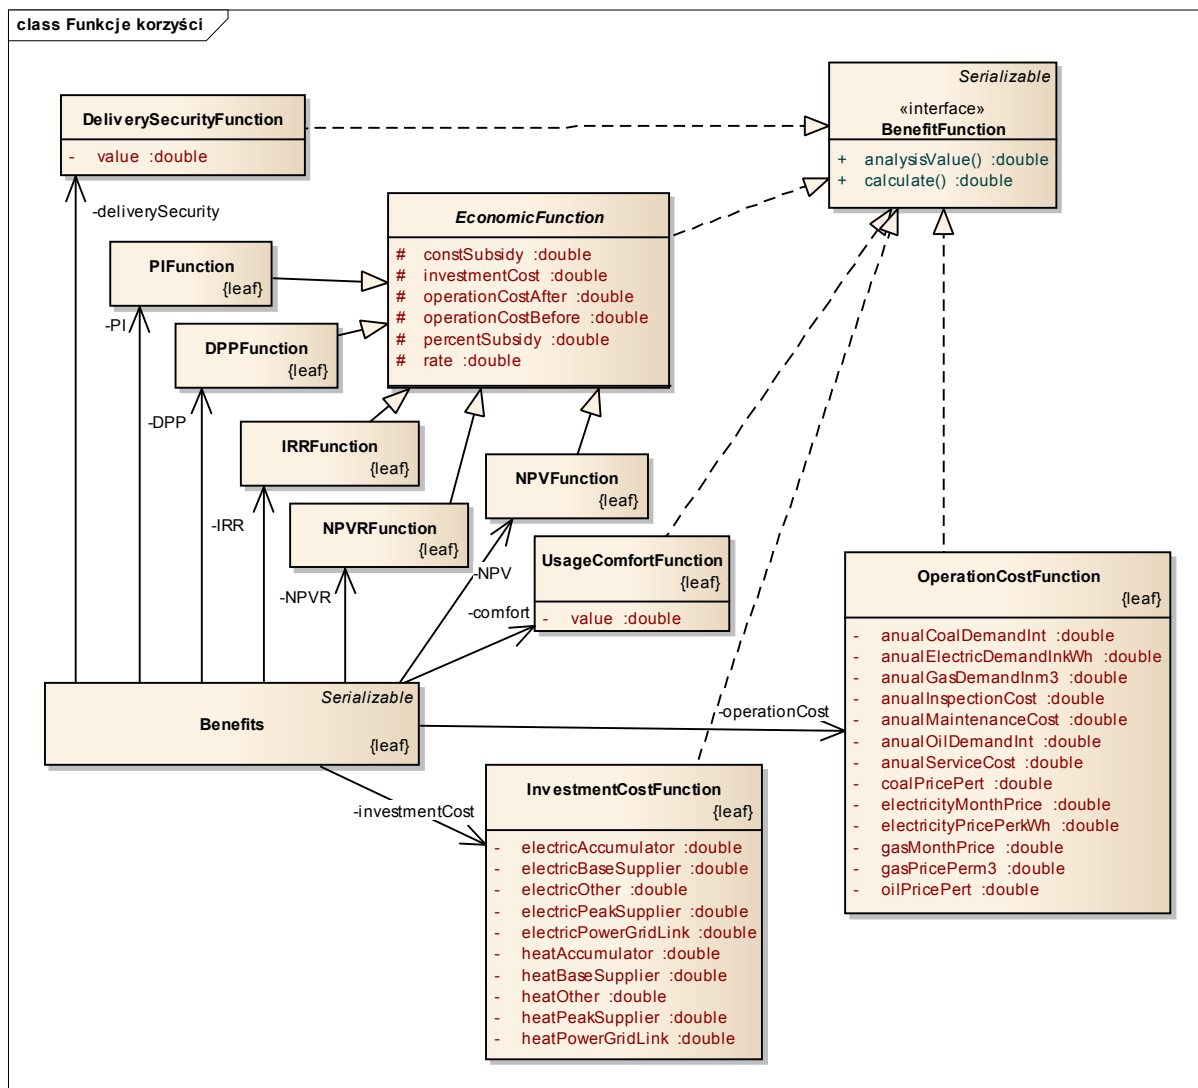 class Funkcje korzyści
Serializable
«interface»
BenefitFunction
+ analysisValue() :double
+ calculate() :double
DeliverySecurityFunction
- value :double
-deliverySecurity
EconomicFunction
# constSubsidy :double
# investmentCost :double
# operationCostAfter :double
# operationCostBefore :double
# percentSubsidy :double
# rate :double
PIFunction
{leaf}
-PI
DPPFunction
{leaf}
-DPP
IRRFunction
{leaf}
-IRR
NPVFunction
{leaf}
-NPV
NPVRFunction
{leaf}
-NPVR
UsageComfortFunction
{leaf}
- value :double
-comfort
OperationCostFunction
{leaf}
- anualCoalDemandInt :double
- anualElectricDemandInkWh :double
- anualGasDemandInm3 :double
- anualInspectionCost :double
- anualMaintenanceCost :double
- anualOilDemandInt :double
- anualServiceCost :double
- coalPricePert :double
- electricityMonthPrice :double
- electricityPricePerkWh :double
- gasMonthPrice :double
- gasPricePerm3 :double
- oilPricePert :double
Serializable
Benefits
{leaf}
-operationCost
-investmentCost
InvestmentCostFunction
{leaf}
- electricAccumulator :double
- electricBaseSupplier :double
- electricOther :double
- electricPeakSupplier :double
- electricPowerGridLink :double
- heatAccumulator :double
- heatBaseSupplier :double
- heatOther :double
- heatPeakSupplier :double
- heatPowerGridLink :double